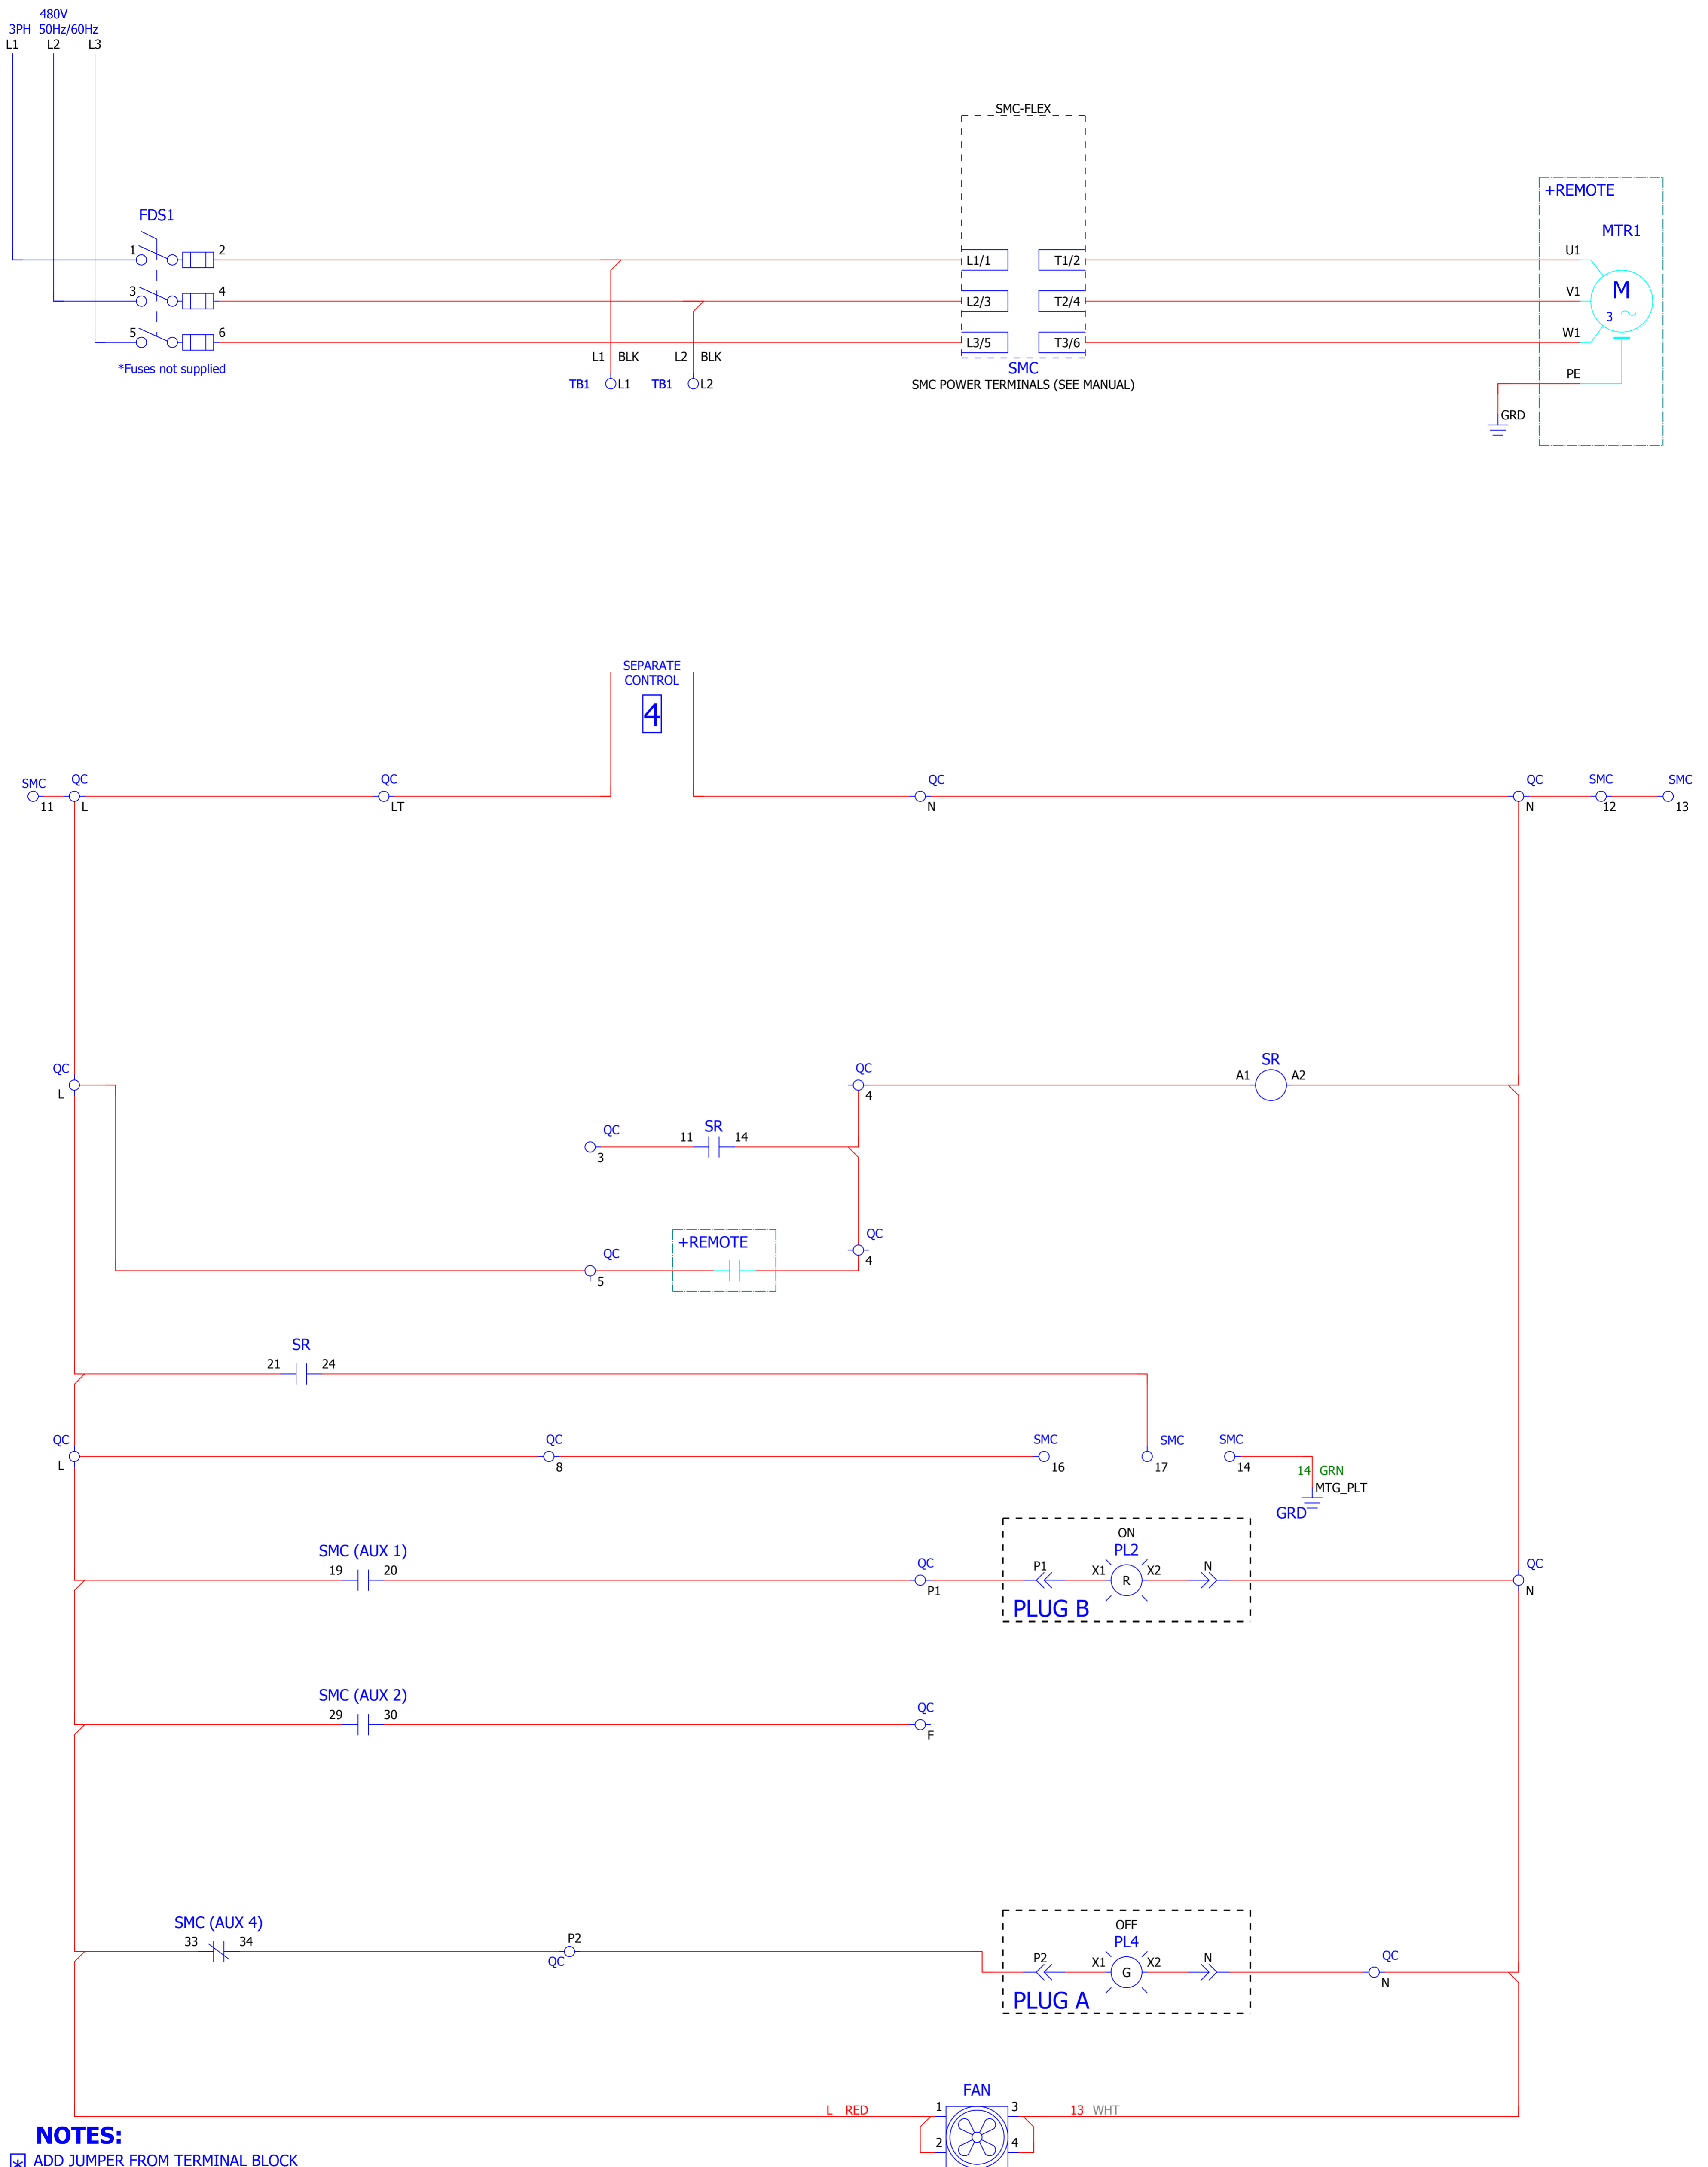 480V
3PH 50Hz/60Hz
L1 L2 L3
SMC-FLEX
+REMOTE
FDS1
MTR1
1 2 L1/1 T1/2 U1
3 4 L2/3 T2/4 V1 M
3
5 6 L3/5 T3/6 W1
*Fuses not supplied
L1 BLK L2 BLK
SMC
TB1 L1 TB1 L2
SMC POWER TERMINALS (SEE MANUAL)
PE
GRD
SEPARATE
CONTROL
4
SMC QC QC QC QC SMC SMC
11 L LT N N 12 13
QC QC SR
L 4 A1 A2
QC SR
3 11 14
+REMOTE
QC QC
5 4
SR
21 24
QC QC SMC SMC SMC
L 8 16 17 14
14 GRN
MTG_PLT
GRD
SMC (AUX 1)
19 20
QC
P1
ON
PL2
P1 X1 R X2 N
PLUG B
QC
N
SMC (AUX 2)
29 30
QC
F
SMC (AUX 4)
33 34
P2
QC
OFF
PL4
P2 X1 G X2 N
PLUG A
QC
N
FAN
L RED 1 3 13 WHT
2 4
NOTES:
* ADD JUMPER FROM TERMINAL BLOCK